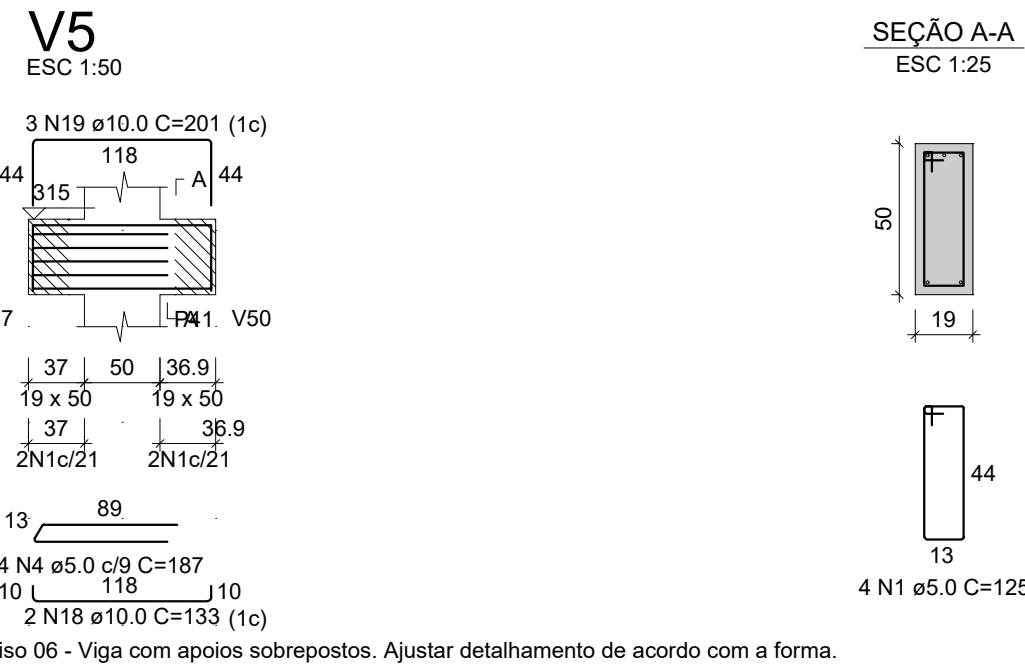 V5
ESC 1:50
SEÇÃO A-A
ESC 1:25
3 N19 ø10.0 C=201 (1c)
118
44
44
315
A
50
19
P41
A
V50
7
37
50
36.9
19 x 50
19 x 50
37
36.9
2N1c/21
2N1c/21
44
13
4 N1 ø5.0 C=125
13
89
4 N4 ø5.0 c/9 C=187
10
118
10
2 N18 ø10.0 C=133 (1c)
iso 06 - Viga com apoios sobrepostos. Ajustar detalhamento de acordo com a forma.